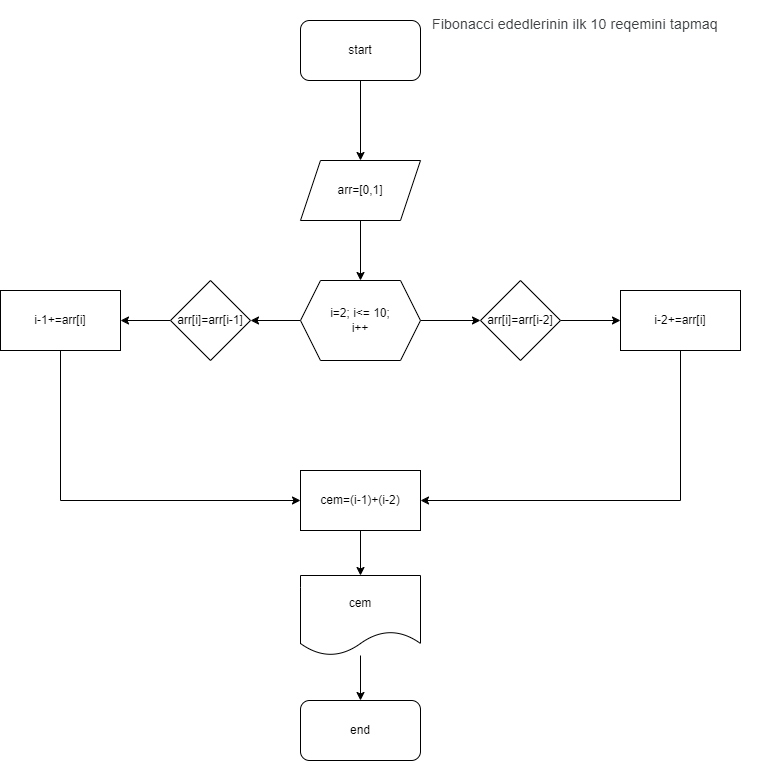 Fibonacci ededlerinin ilk 10 reqemini tapmaq
start
arr=[0,1]
i-1+=arr[i]
arr[i]=arr[i-1]
i=2; i<= 10;
i++
arr[i]=arr[i-2]
i-2+=arr[i]
cem=(i-1)+(i-2)
cem
end